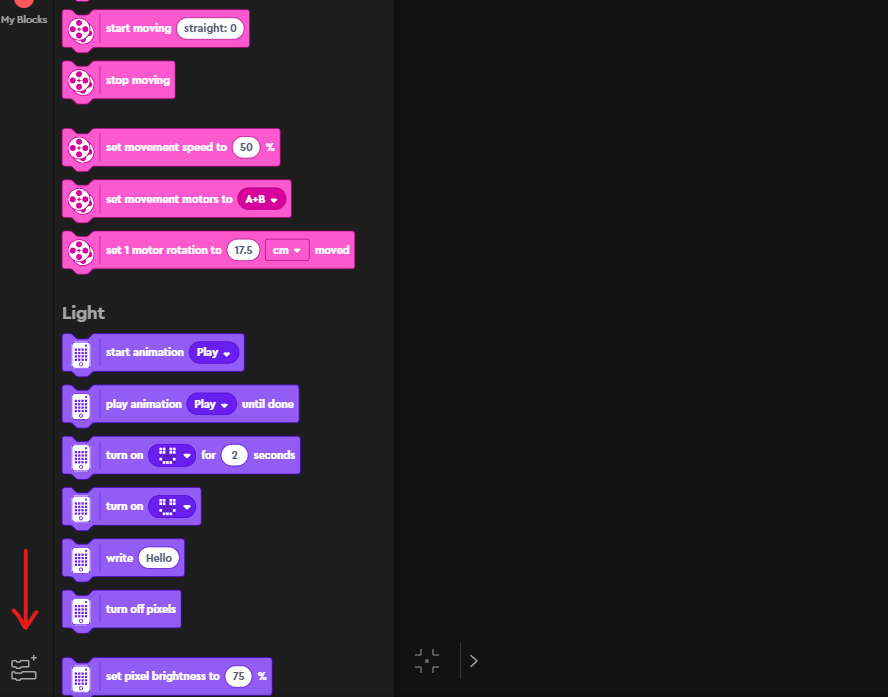 My Blocks
start moving straight: 0
stop moving
set movement speed to 50 %
set movement motors to A+B
set 1 motor rotation to 17.5 cm moved
Light
start animation Play
play animation Play until done
turn on for 2 seconds
turn on
write Hello
turn off pixels
set pixel brightness to 75 %